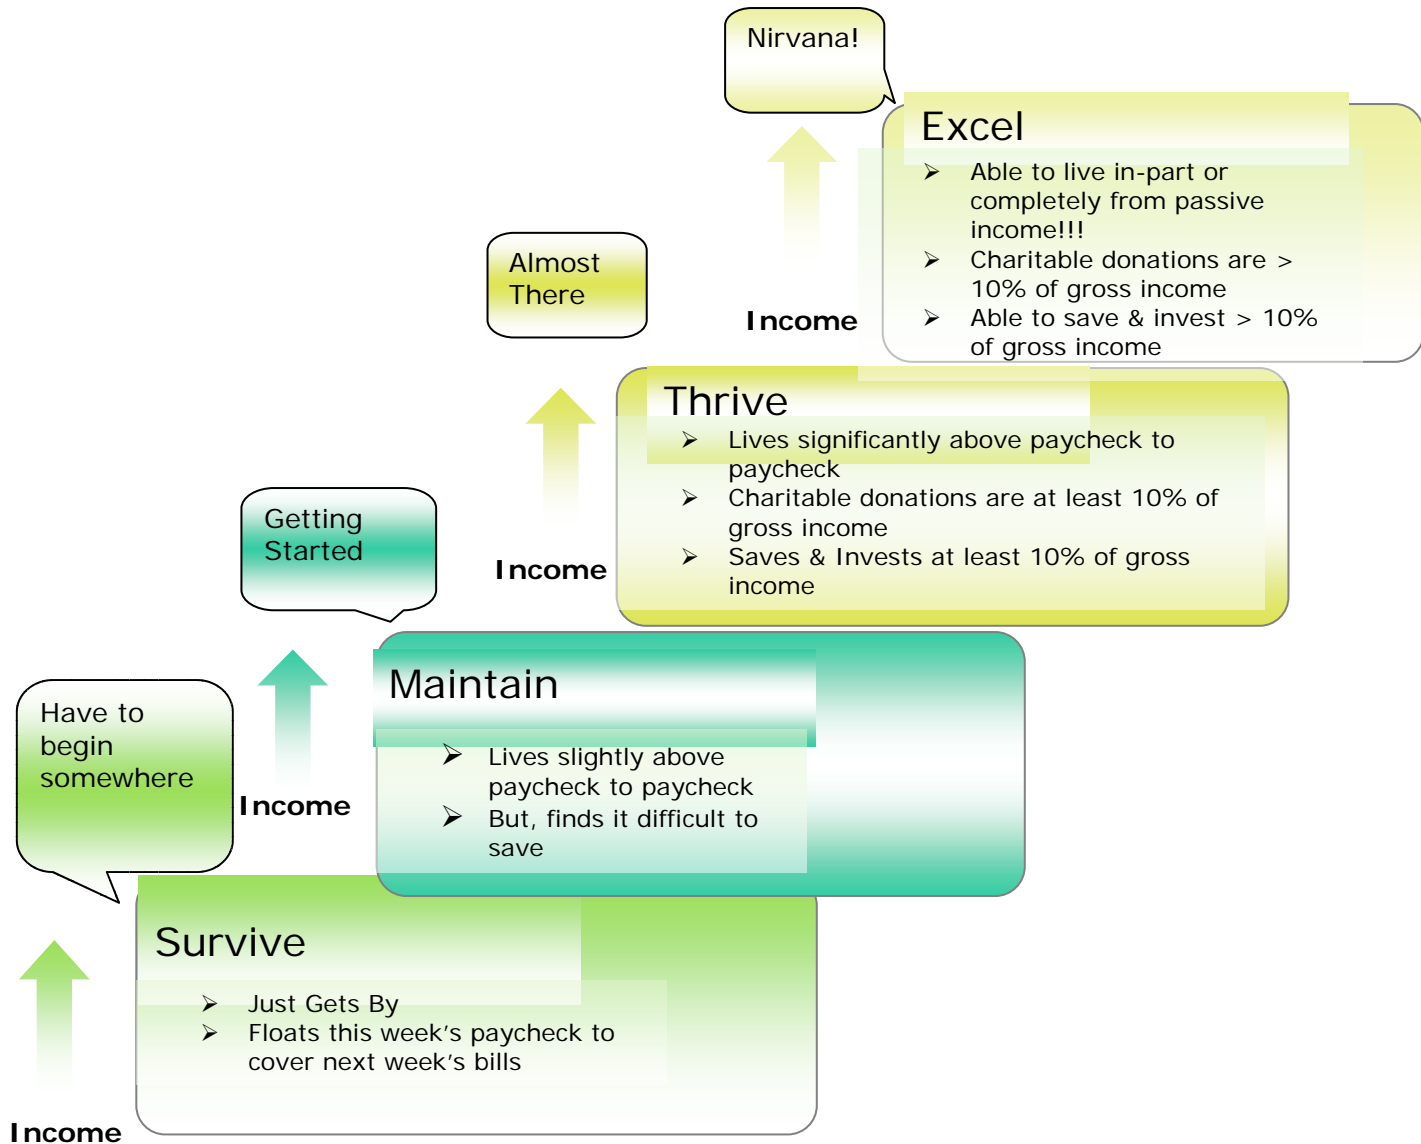 Nirvana!
Excel
➢ Able to live in-part or
completely from passive
income!!!
➢ Charitable donations are >
10% of gross income
➢ Able to save & invest > 10%
of gross income
Income
Almost
There
Thrive
➢ Lives significantly above paycheck to
paycheck
➢ Charitable donations are at least 10% of
gross income
➢ Saves & Invests at least 10% of gross
income
Income
Getting
Started
Maintain
➢ Lives slightly above
paycheck to paycheck
➢ But, finds it difficult to
save
Income
Have to
begin
somewhere
Survive
➢ Just Gets By
➢ Floats this week's paycheck to
cover next week's bills
Income